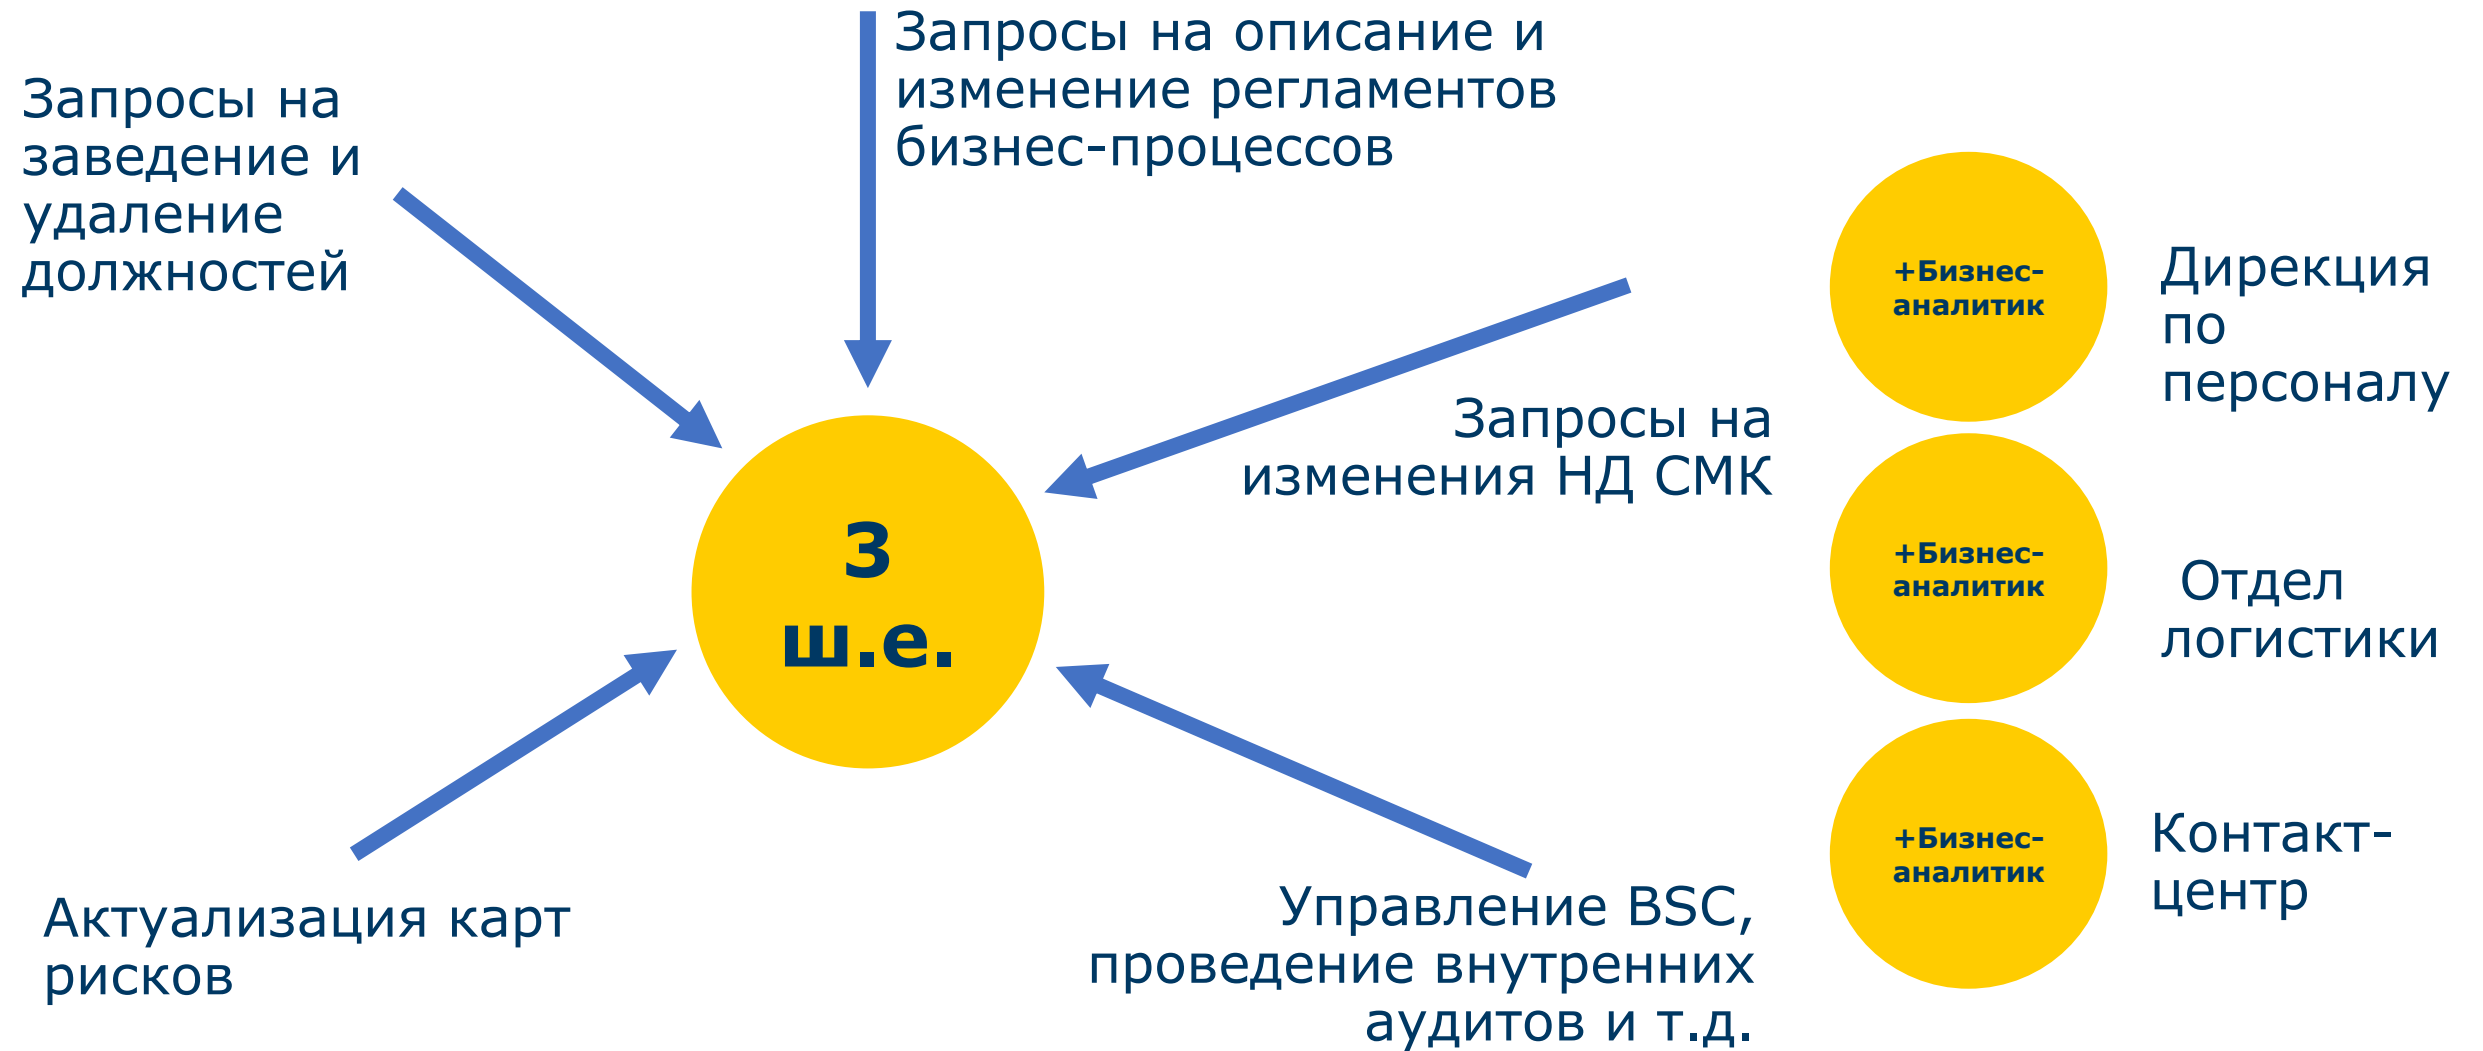 Запросы на описание и
изменение регламентов
бизнес-процессов
Запросы на
заведение и
удаление
должностей
+Бизнес-
аналитик
Дирекция
по
персоналу
Запросы на
изменения НД СМК
3
ш.е.
+Бизнес-
аналитик
Отдел
логистики
+Бизнес-
аналитик
Контакт-
центр
Актуализация карт
рисков
Управление BSC,
проведение внутренних
аудитов и т.д.